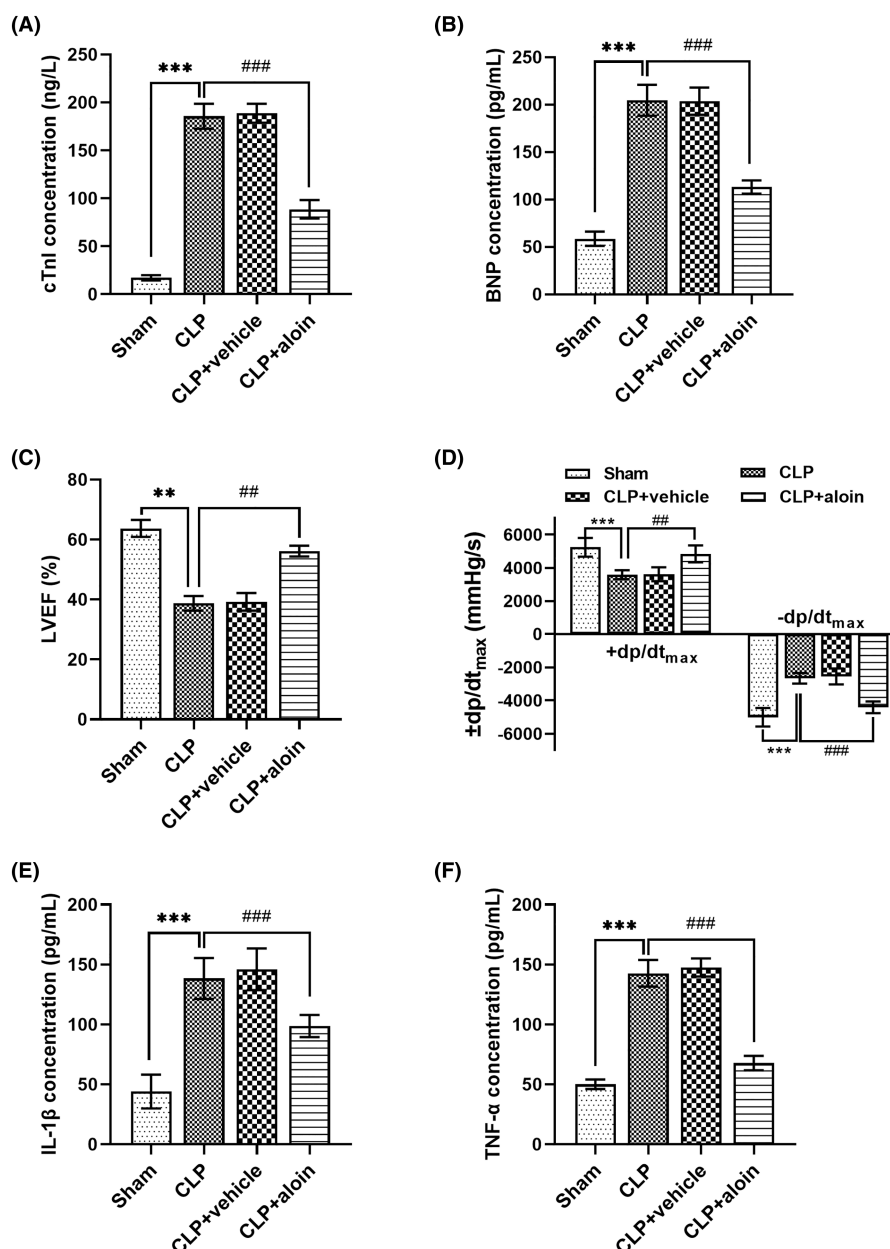 (A)
cTnI concentration (ng/L)
250
200
150
100
50
0
***
###
Sham
CLP
CLP+vehicle
CLP+aloin
(B)
BNP concentration (pg/mL)
250
200
150
100
50
0
***
###
Sham
CLP
CLP+vehicle
CLP+aloin
(C)
LVEF (%)
80
60
40
20
0
**
##
Sham
CLP
CLP+vehicle
CLP+aloin
(D)
Sham
CLP
CLP+vehicle
CLP+aloin
±dp/dtmax (mmHg/s)
6000
4000
2000
0
-2000
-4000
-6000
***
##
+dp/dtmax
-dp/dtmax
***
###
(E)
IL-1β concentration (pg/mL)
200
150
100
50
0
***
###
Sham
CLP
CLP+vehicle
CLP+aloin
(F)
TNF-α concentration (pg/mL)
200
150
100
50
0
***
###
Sham
CLP
CLP+vehicle
CLP+aloin